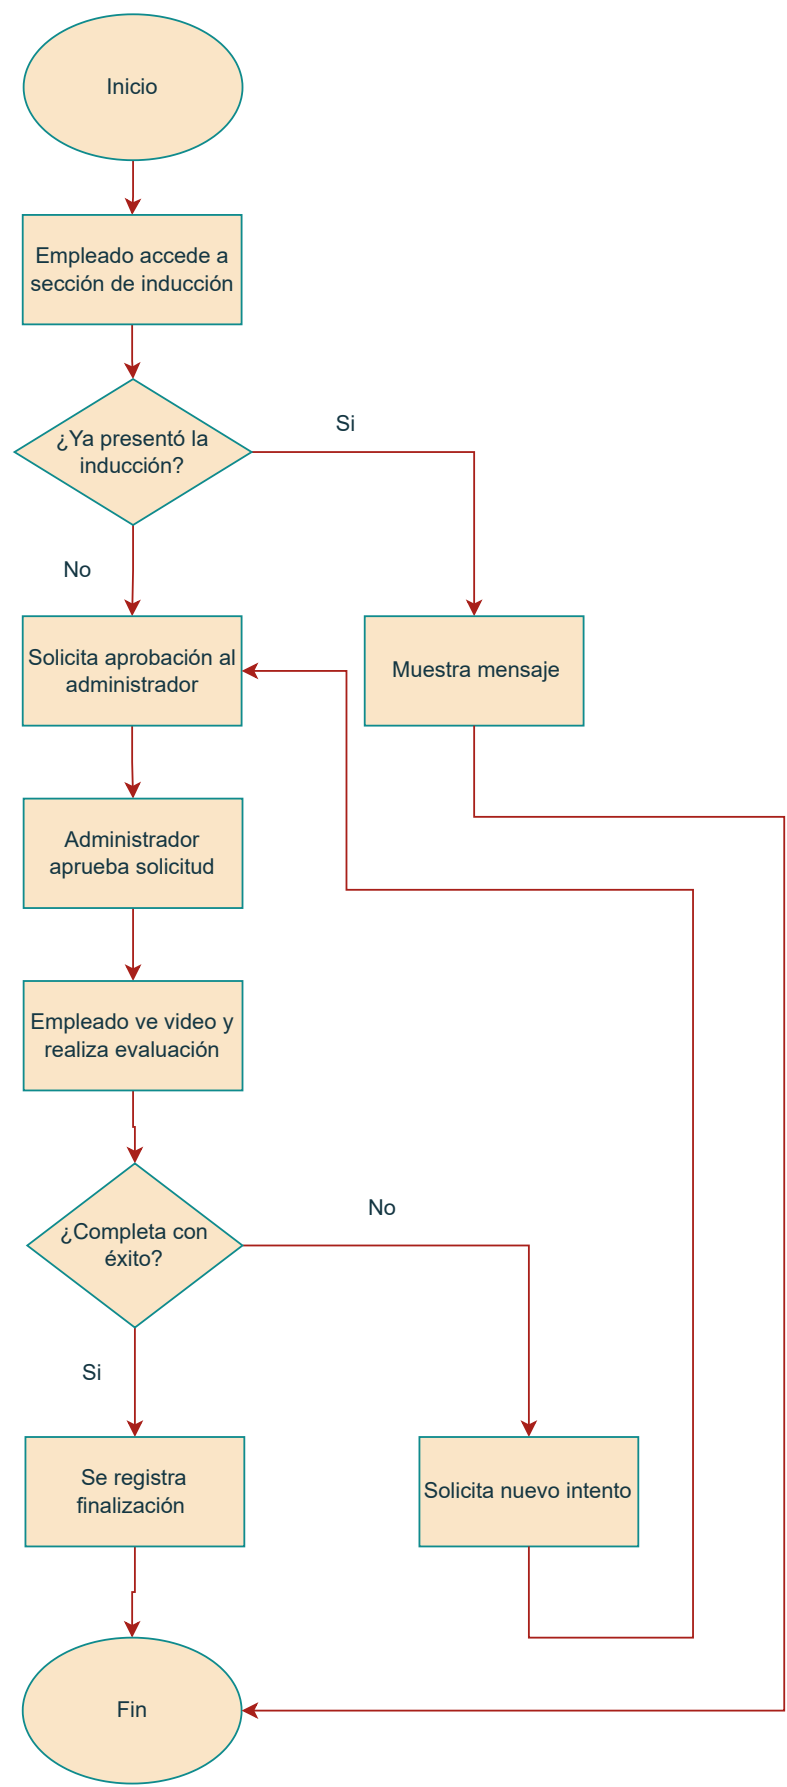 Inicio
Empleado accede a
sección de inducción
¿Ya presentó la
inducción?
Si
No
Solicita aprobación al
administrador
Muestra mensaje
Administrador
aprueba solicitud
Empleado ve video y
realiza evaluación
¿Completa con
éxito?
No
Si
Se registra
finalización
Solicita nuevo intento
Fin